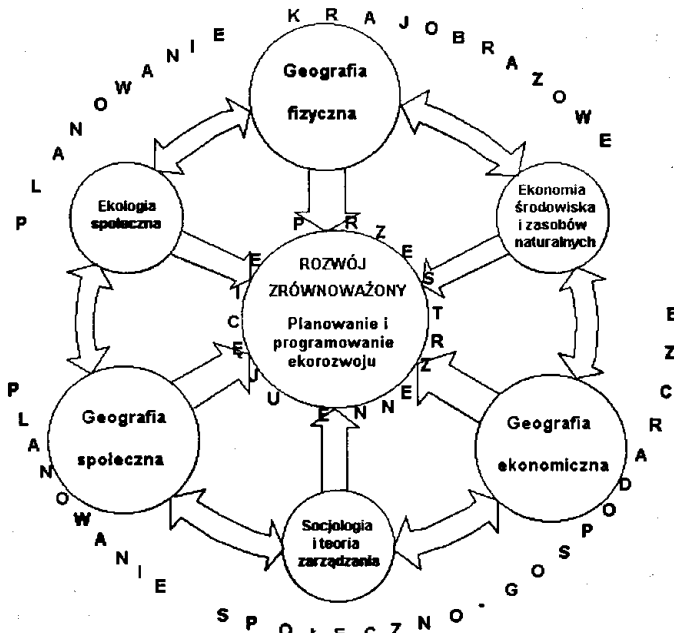 PLANOWANIE KRAJOBRAZOWE
Geografia
fizyczna
Ekologia
społeczna
Ekonomia
środowiska
i zasobów
naturalnych
PRZESTRZENNE UJĘCIE
ROZWÓJ
ZRÓWNOWAŻONY
Planowanie i
programowanie
ekorozwoju
Geografia
społeczna
Geografia
ekonomiczna
Socjologia
i teoria
zarządzania
PLANOWANIE SPOŁECZNO-GOSPODARCZE